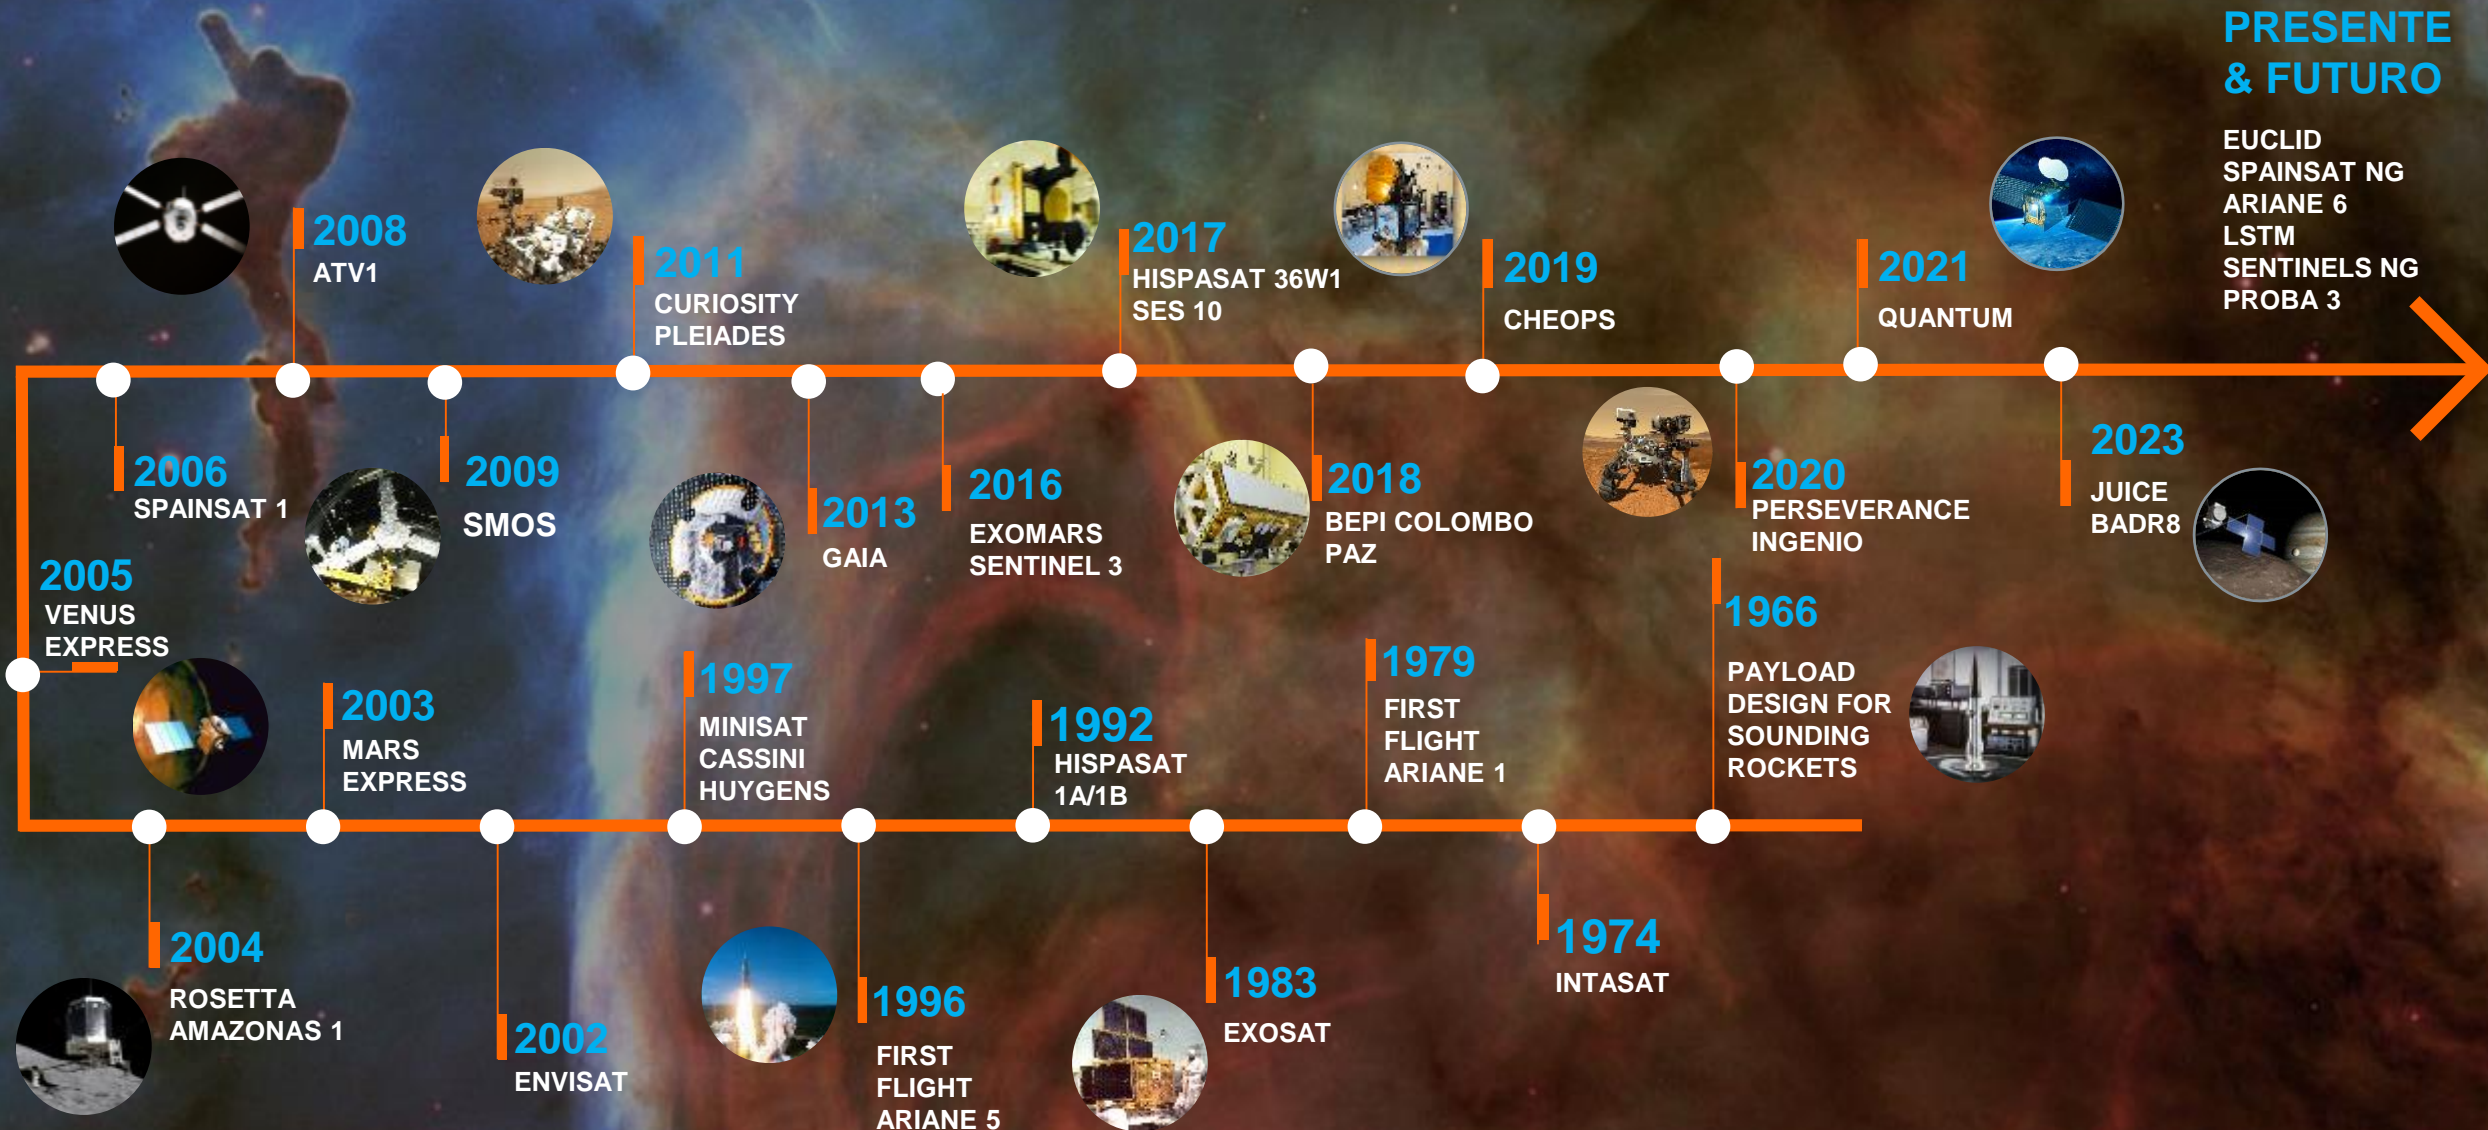 PRESENTE
& FUTURO
EUCLID
SPAINSAT NG
ARIANE 6
LSTM
SENTINELS NG
PROBA 3
2008
ATV1
2011
CURIOSITY
PLEIADES
2017
HISPASAT 36W1
SES 10
2019
CHEOPS
2021
QUANTUM
2006
SPAINSAT 1
2009
SMOS
2013
GAIA
2016
EXOMARS
SENTINEL 3
2018
BEPI COLOMBO
PAZ
2020
PERSEVERANCE
INGENIO
2023
JUICE
BADR8
2005
VENUS
EXPRESS
2003
MARS
EXPRESS
1997
MINISAT
CASSINI
HUYGENS
1992
HISPASAT
1A/1B
1979
FIRST
FLIGHT
ARIANE 1
1966
PAYLOAD
DESIGN FOR
SOUNDING
ROCKETS
2004
ROSETTA
AMAZONAS 1
2002
ENVISAT
1996
FIRST
FLIGHT
ARIANE 5
1983
EXOSAT
1974
INTASAT